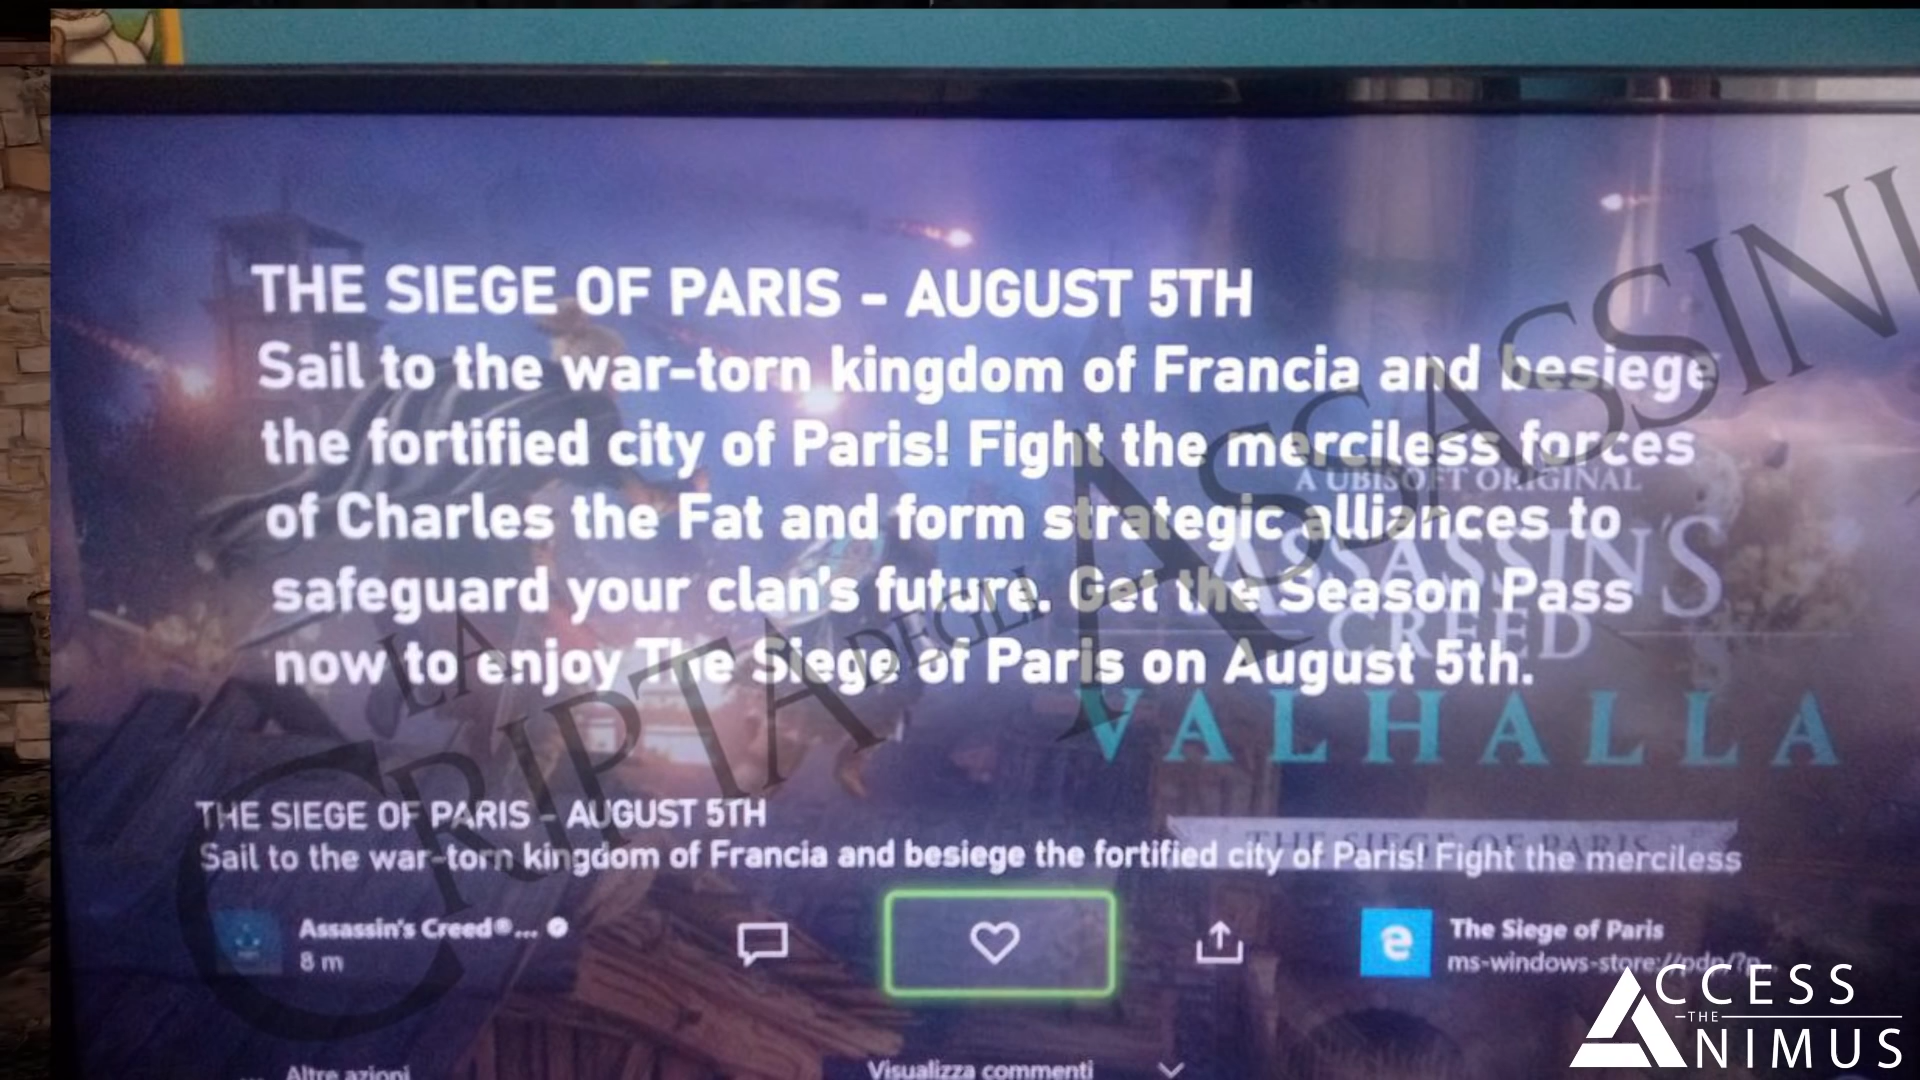 THE SIEGE OF PARIS - AUGUST 5TH
Sail to the war-torn kingdom of Francia and besiege
the fortified city of Paris! Fight the merciless forces
of Charles the Fat and form strategic alliances to
safeguard your clan's future. Get the Season Pass
now to enjoy The Siege of Paris on August 5th.
A UBISOFT ORIGINAL
ASSASSIN'S
CREED
VALHALLA
THE SIEGE OF PARIS
LA
CRIPTA DEGLI ASSASSINI
THE SIEGE OF PARIS - AUGUST 5TH
Sail to the war-torn kingdom of Francia and besiege the fortified city of Paris! Fight the merciless
Assassin's Creed®...
8 m
The Siege of Paris
ms-windows-store://pdp/?p...
Altre azioni
Visualizza commenti
ACCESS
-THE-
ANIMUS